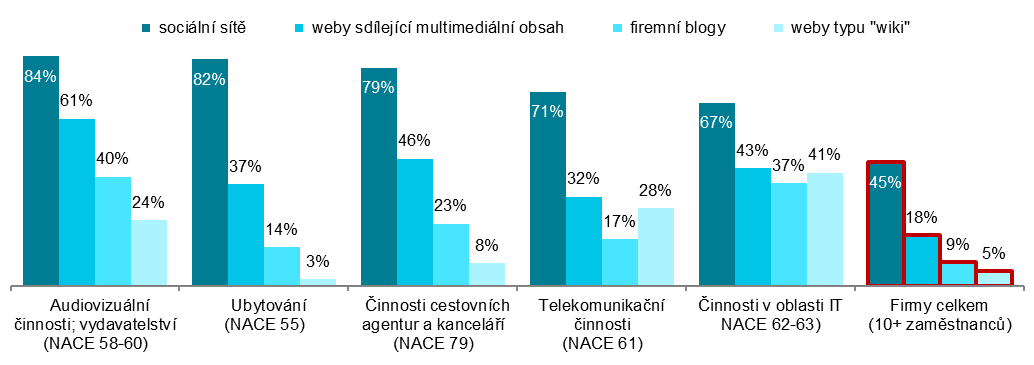 sociální sítě weby sdílející multimediální obsah firemní blogy weby typu "wiki"
84% 61% 40% 24%
82% 37% 14% 3%
79% 46% 23% 8%
71% 32% 17% 28%
67% 43% 37% 41%
45% 18% 9% 5%
Audiovizuální
činnosti; vydavatelství
(NACE 58-60)
Ubytování
(NACE 55)
Činnosti cestovních
agentur a kanceláří
(NACE 79)
Telekomunikační
činnosti
(NACE 61)
Činnosti v oblasti IT
NACE 62-63)
Firmy celkem
(10+ zaměstnanců)